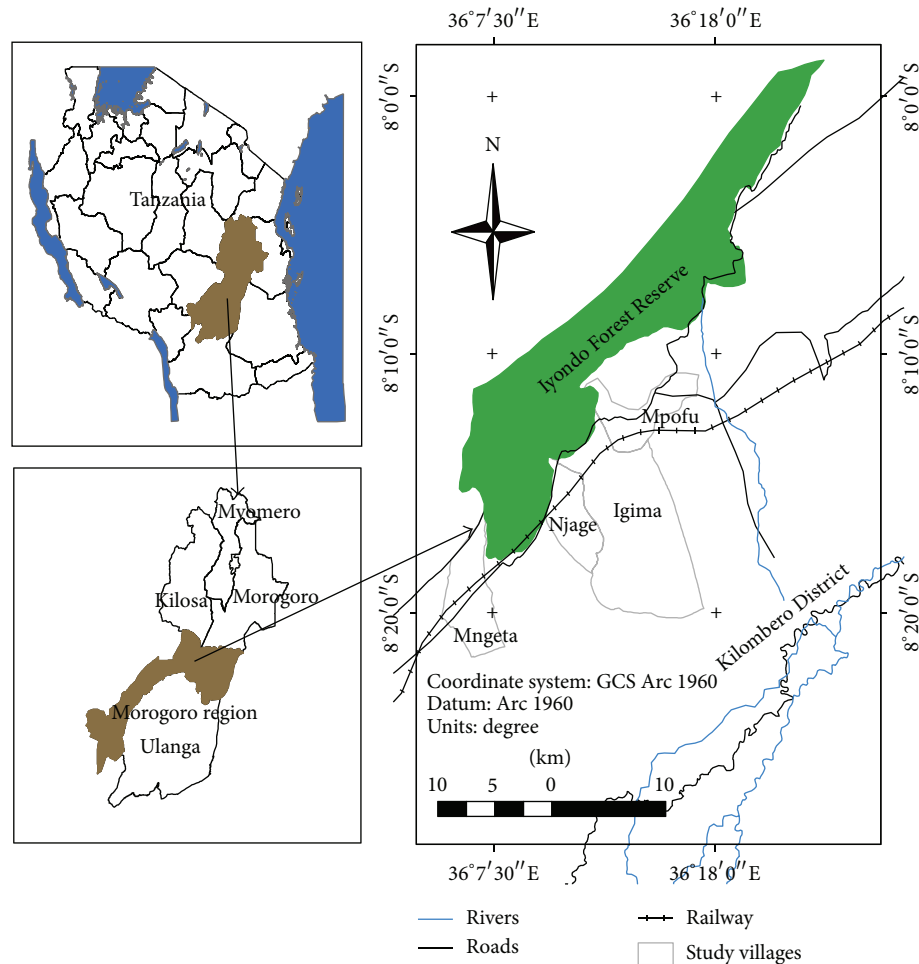 36°7′30″E
36°18′0″E
8°0′0″S
8°0′0″S
N
Tanzania
Iyondo Forest Reserve
8°10′0″S
8°10′0″S
Mpofu
Myomero
Igima
Njage
Kilosa
Morogoro
Kilombero District
8°20′0″S
8°20′0″S
Mngeta
Coordinate system: GCS Arc 1960
Morogoro region
Datum: Arc 1960
Units: degree
Ulanga
(km)
10 5 0 10
36°7′30″E
36°18′0″E
Rivers
Railway
Roads
Study villages